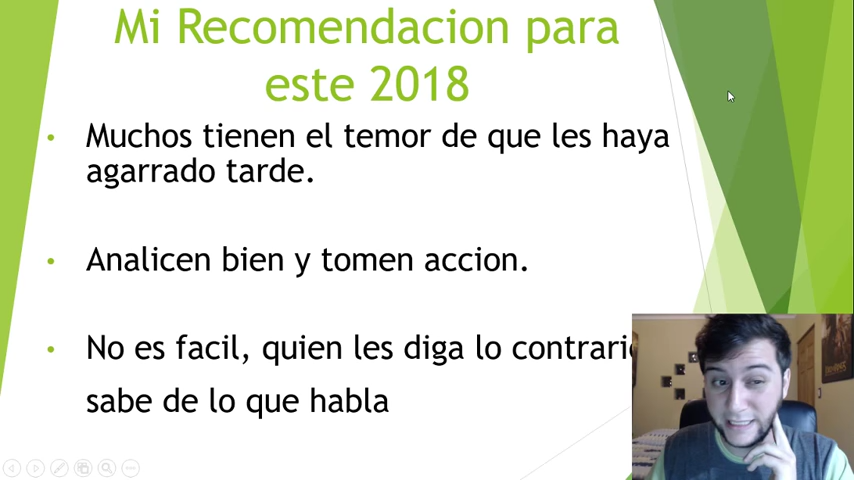 Mi Recomendacion para
este 2018
Muchos tienen el temor de que les haya
agarrado tarde.
Analicen bien y tomen accion.
No es facil, quien les diga lo
sabe de lo que habla